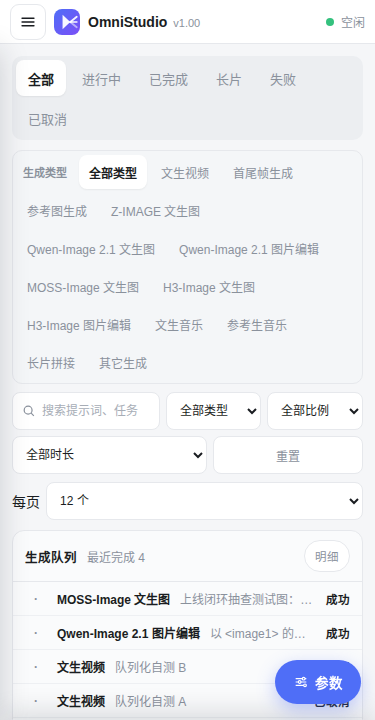 OmniStudio v1.00 空闲
全部 进行中 已完成 长片 失败
已取消
生成类型 全部类型 文生视频 首尾帧生成
参考图生成 Z-IMAGE 文生图
Qwen-Image 2.1 文生图 Qwen-Image 2.1 图片编辑
MOSS-Image 文生图 H3-Image 文生图
H3-Image 图片编辑 文生音乐 参考生音乐
长片拼接 其它生成
搜索提示词、任务 全部类型 全部比例
全部时长 重置
每页 12 个
生成队列 最近完成 4 明细
· MOSS-Image 文生图 上线闭环抽查测试图：… 成功
· Qwen-Image 2.1 图片编辑 以 <image1> 的… 成功
· 文生视频 队列化自测 B
参数
· 文生视频 队列化自测 A 已取消